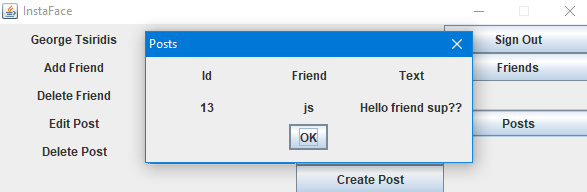 InstaFace
George Tsiridis
Sign Out
Add Friend
Friends
Delete Friend
Edit Post
Posts
Delete Post
Create Post
Posts
Id Friend Text
13 js Hello friend sup??
OK